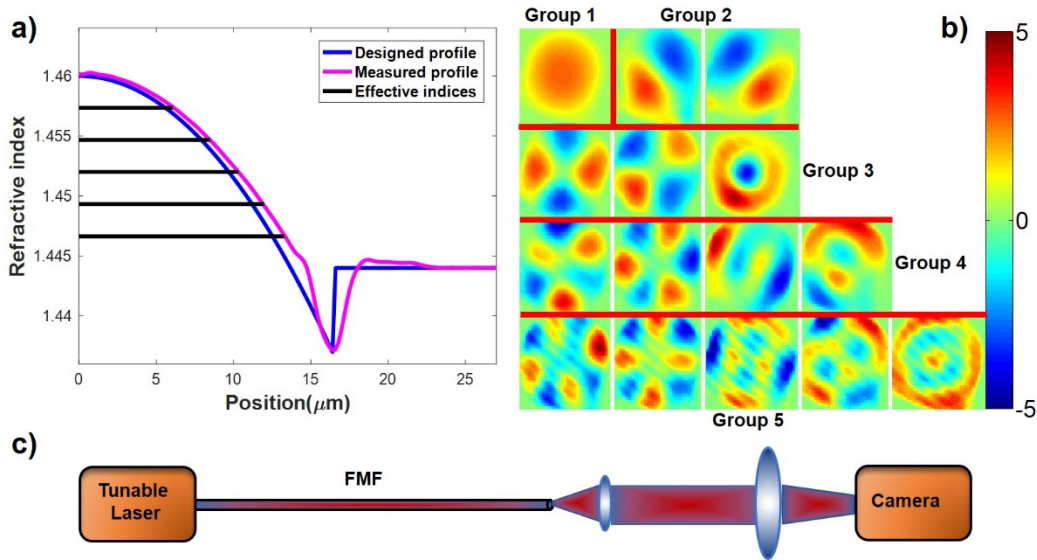 a)
Refractive index
1.46
1.455
1.45
1.445
1.44
0
5
10
15
20
25
Position(μm)
Designed profile
Measured profile
Effective indices
b)
Group 1
Group 2
Group 3
Group 4
Group 5
5
0
-5
c)
Tunable
Laser
FMF
Camera